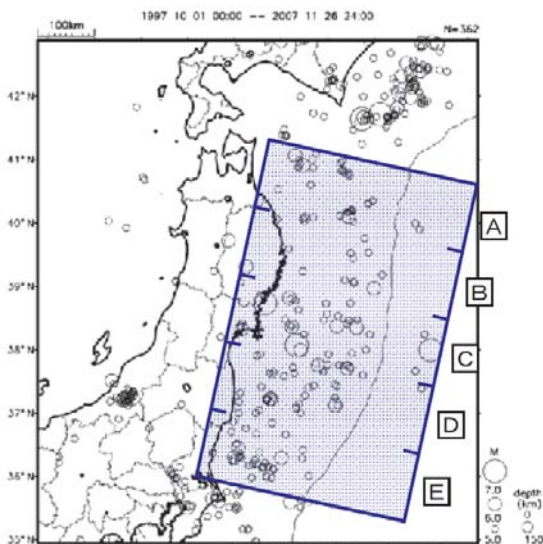 1997 10 01 00:00 -- 2007 11 26 24:00
100km
N=362
42°N
41°N
40°N
39°N
38°N
37°N
36°N
35°N
A
B
C
D
E
M
7.0
6.0
5.0
depth
(km)
0
150